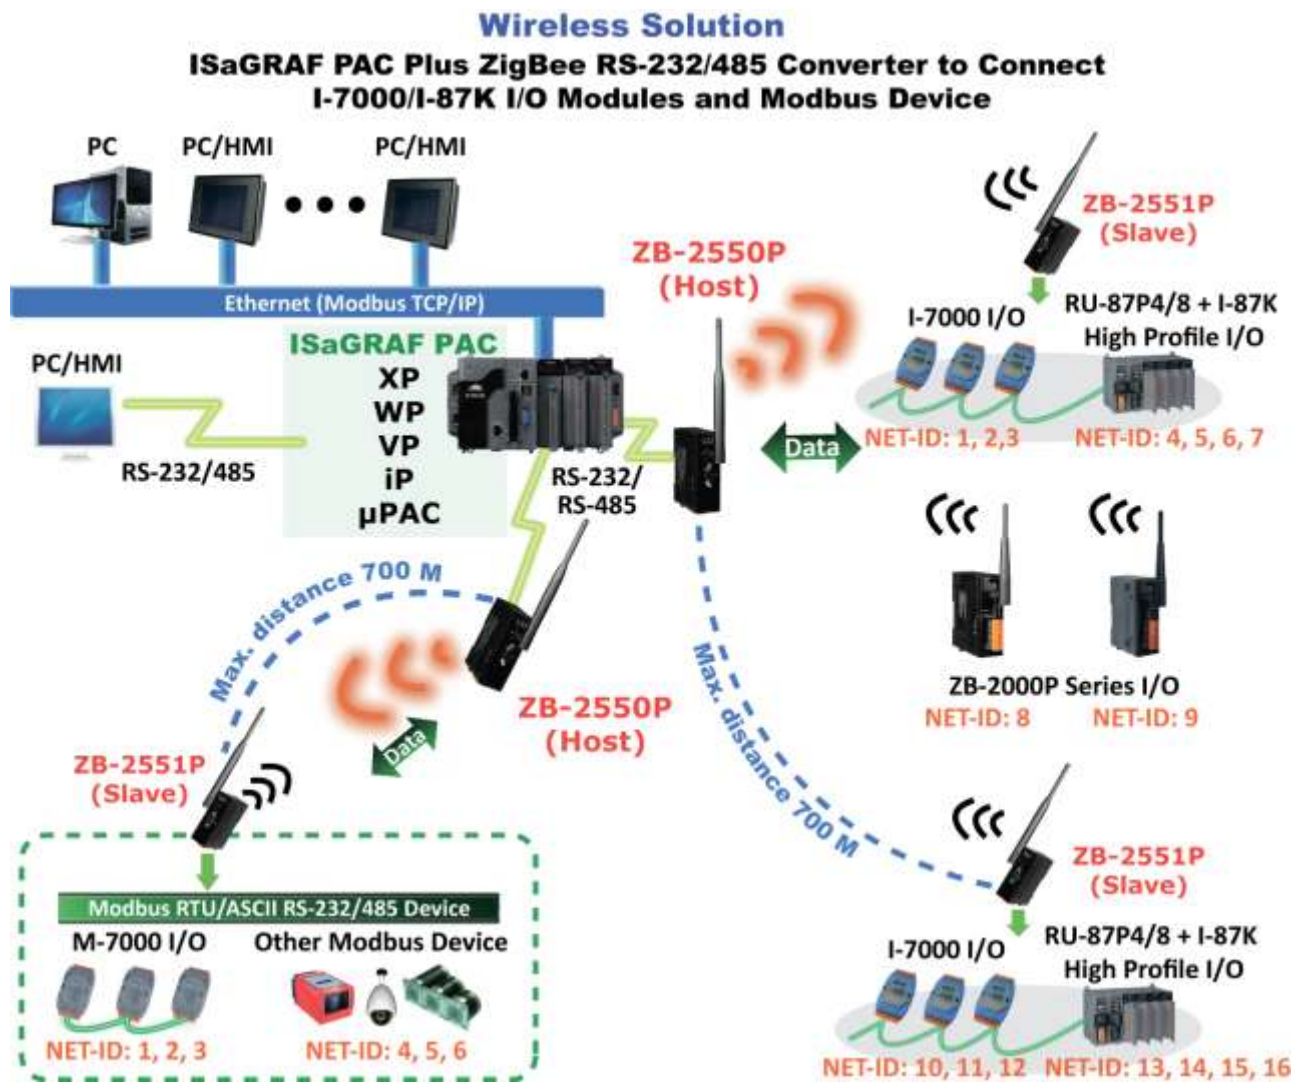 Wireless Solution
ISaGRAF PAC Plus ZigBee RS-232/485 Converter to Connect
I-7000/I-87K I/O Modules and Modbus Device
PC
PC/HMI
PC/HMI
Ethernet (Modbus TCP/IP)
PC/HMI
RS-232/485
ISaGRAF PAC
XP
WP
VP
iP
µPAC
RS-232/
RS-485
ZB-2550P
(Host)
Data
ZB-2551P
(Slave)
I-7000 I/O
RU-87P4/8 + I-87K
High Profile I/O
NET-ID: 1, 2,3
NET-ID: 4, 5, 6, 7
ZB-2000P Series I/O
NET-ID: 8
NET-ID: 9
Max. distance 700 M
Max. distance 700 M
ZB-2550P
(Host)
Data
ZB-2551P
(Slave)
Modbus RTU/ASCII RS-232/485 Device
M-7000 I/O
Other Modbus Device
NET-ID: 1, 2, 3
NET-ID: 4, 5, 6
ZB-2551P
(Slave)
I-7000 I/O
RU-87P4/8 + I-87K
High Profile I/O
NET-ID: 10, 11, 12
NET-ID: 13, 14, 15, 16